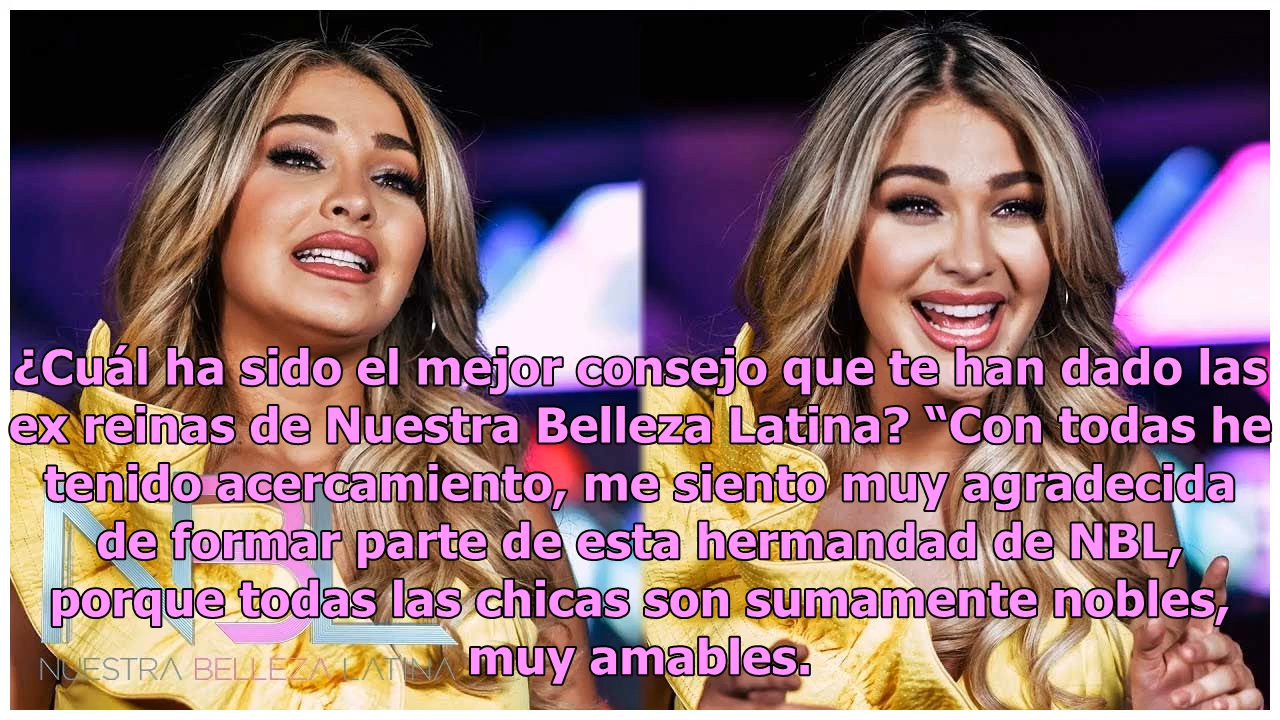 ¿Cuál ha sido el mejor consejo que te han dado las
ex reinas de Nuestra Belleza Latina? “Con todas he
tenido acercamiento, me siento muy agradecida
de formar parte de esta hermandad de NBL,
porque todas las chicas son sumamente nobles,
muy amables.
NBL
NUESTRA BELLEZA LATINA